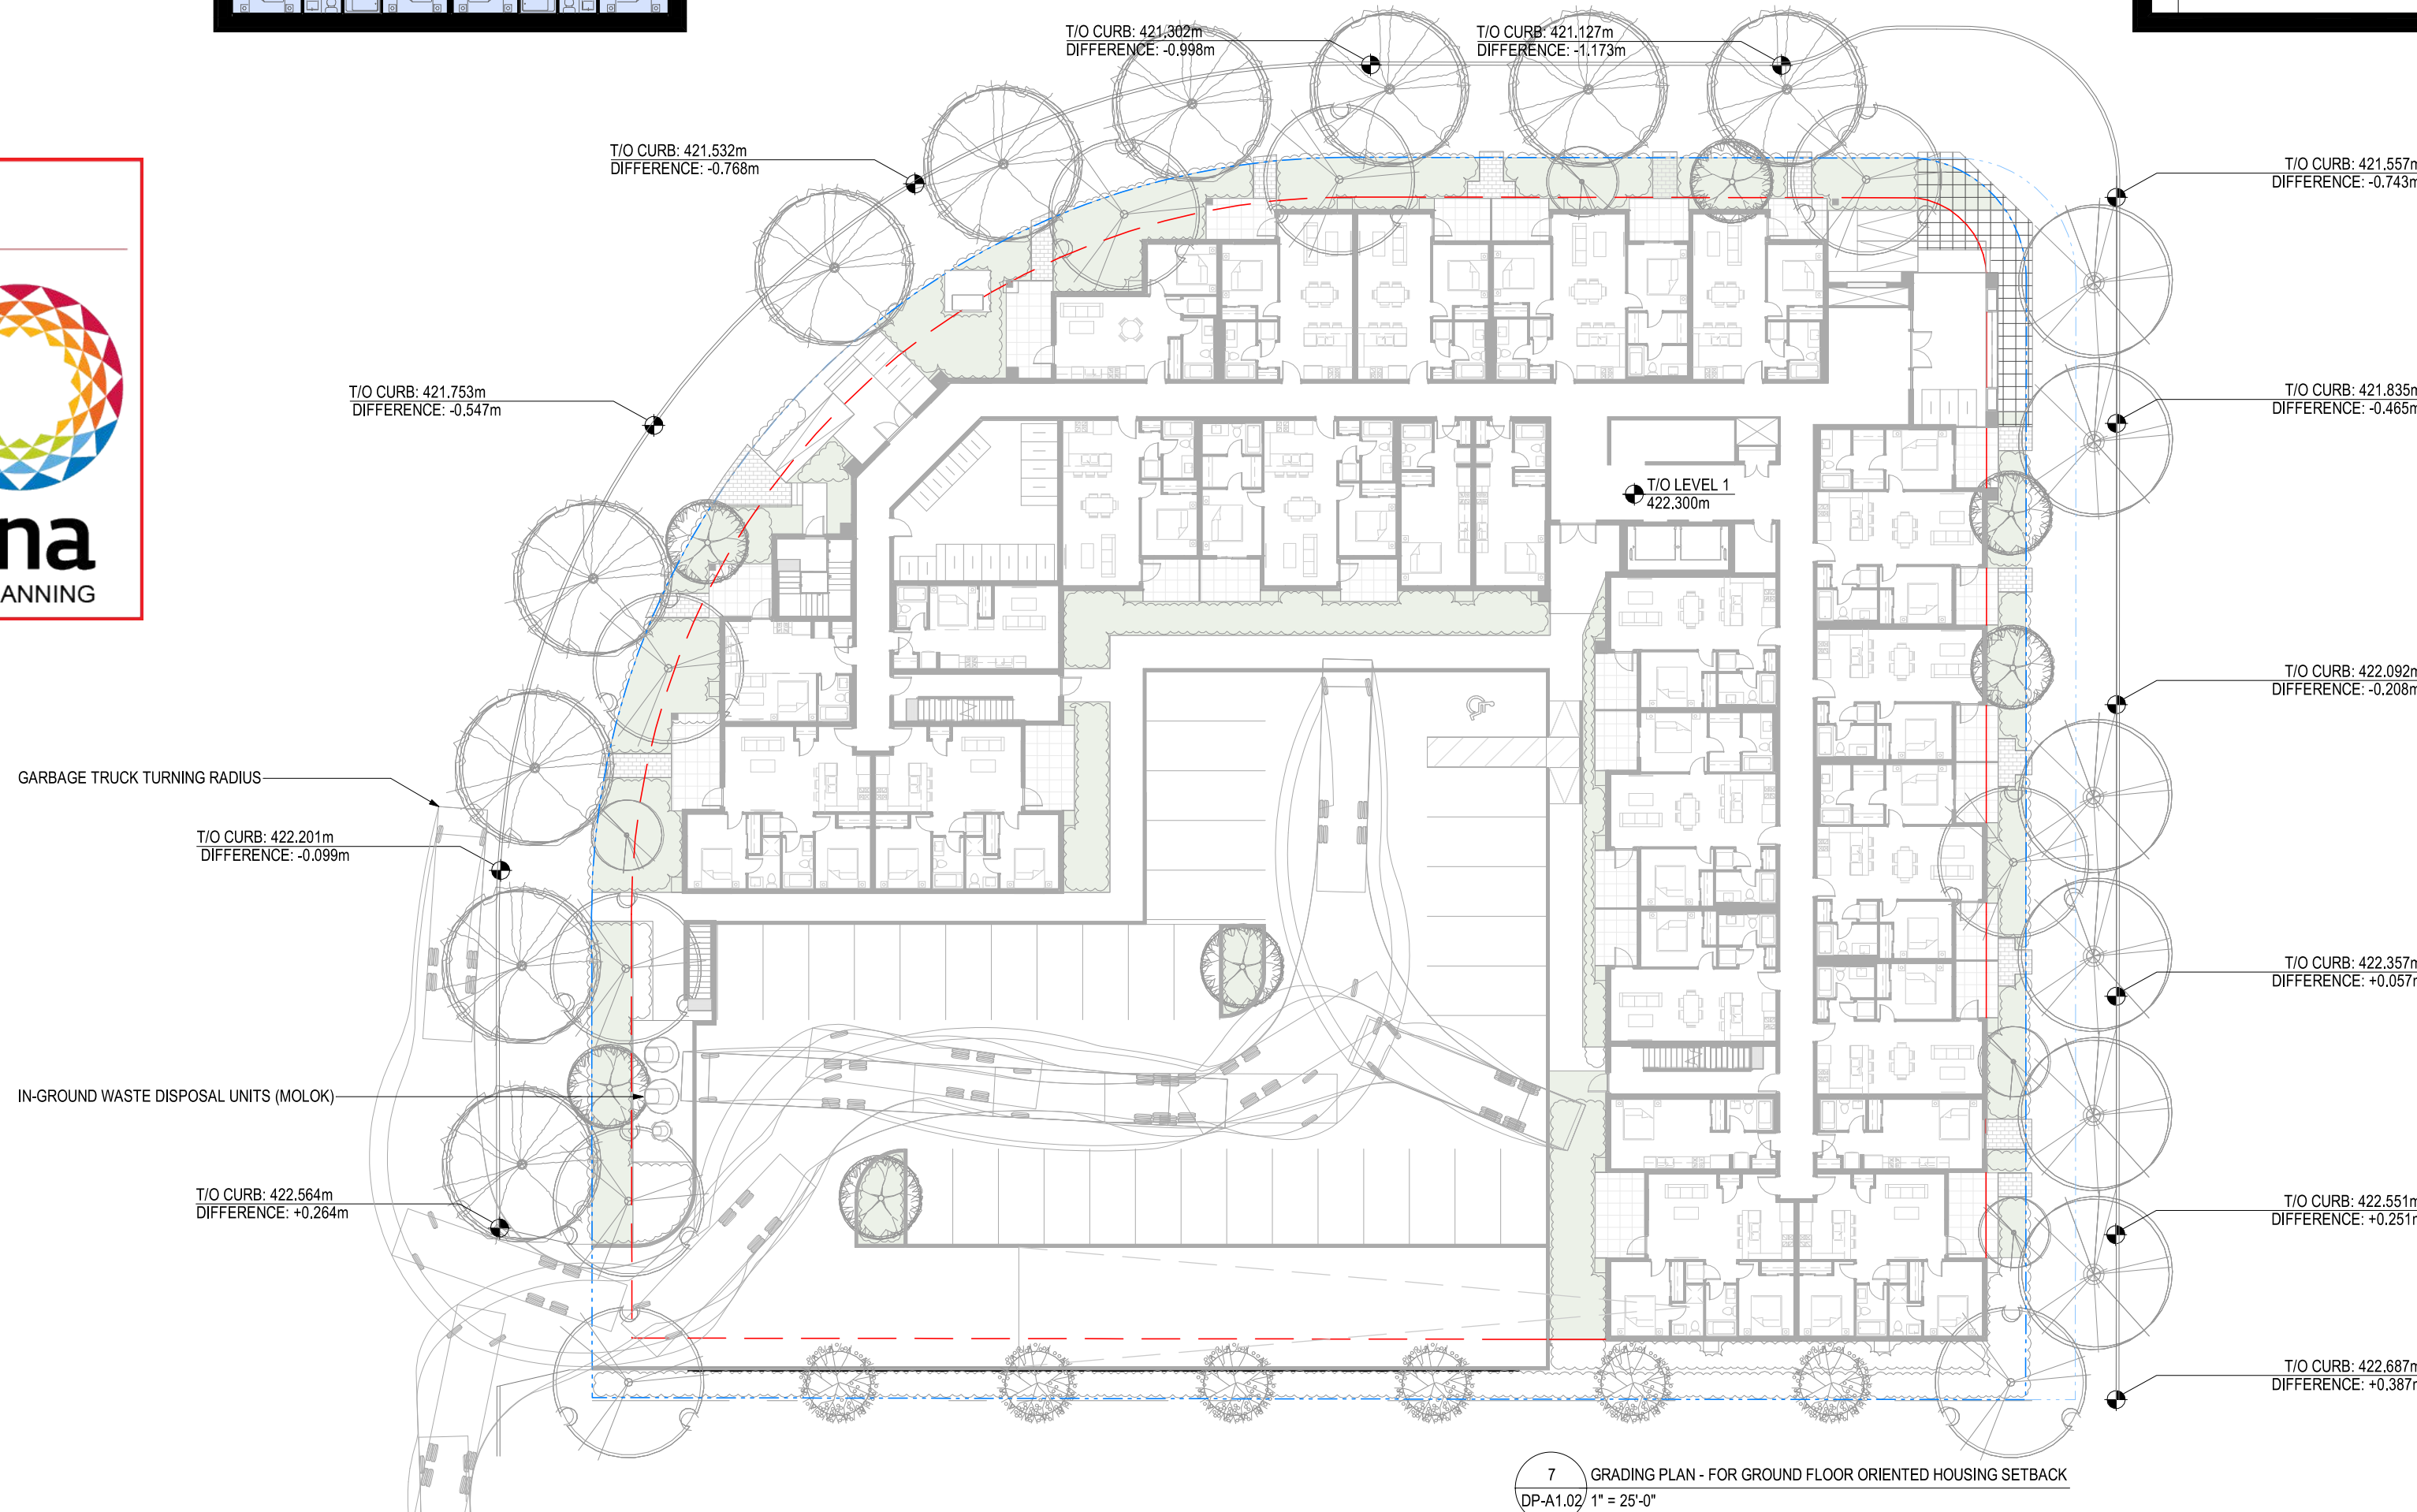 T/O CURB: 421.302m
DIFFERENCE: -0.998m
T/O CURB: 421.127m
DIFFERENCE: -1.173m
T/O CURB: 421.532m
DIFFERENCE: -0.768m
T/O CURB: 421.557m
DIFFERENCE: -0.743m
T/O CURB: 421.753m
DIFFERENCE: -0.547m
T/O CURB: 421.835m
DIFFERENCE: -0.465m
T/O LEVEL 1
422.300m
na
ANNING
T/O CURB: 422.092m
DIFFERENCE: -0.208m
GARBAGE TRUCK TURNING RADIUS
T/O CURB: 422.201m
DIFFERENCE: -0.099m
T/O CURB: 422.357m
DIFFERENCE: +0.057m
IN-GROUND WASTE DISPOSAL UNITS (MOLOK)
T/O CURB: 422.564m
DIFFERENCE: +0.264m
T/O CURB: 422.551m
DIFFERENCE: +0.251m
T/O CURB: 422.687m
DIFFERENCE: +0.387m
7 GRADING PLAN - FOR GROUND FLOOR ORIENTED HOUSING SETBACK
DP-A1.02 1" = 25'-0"